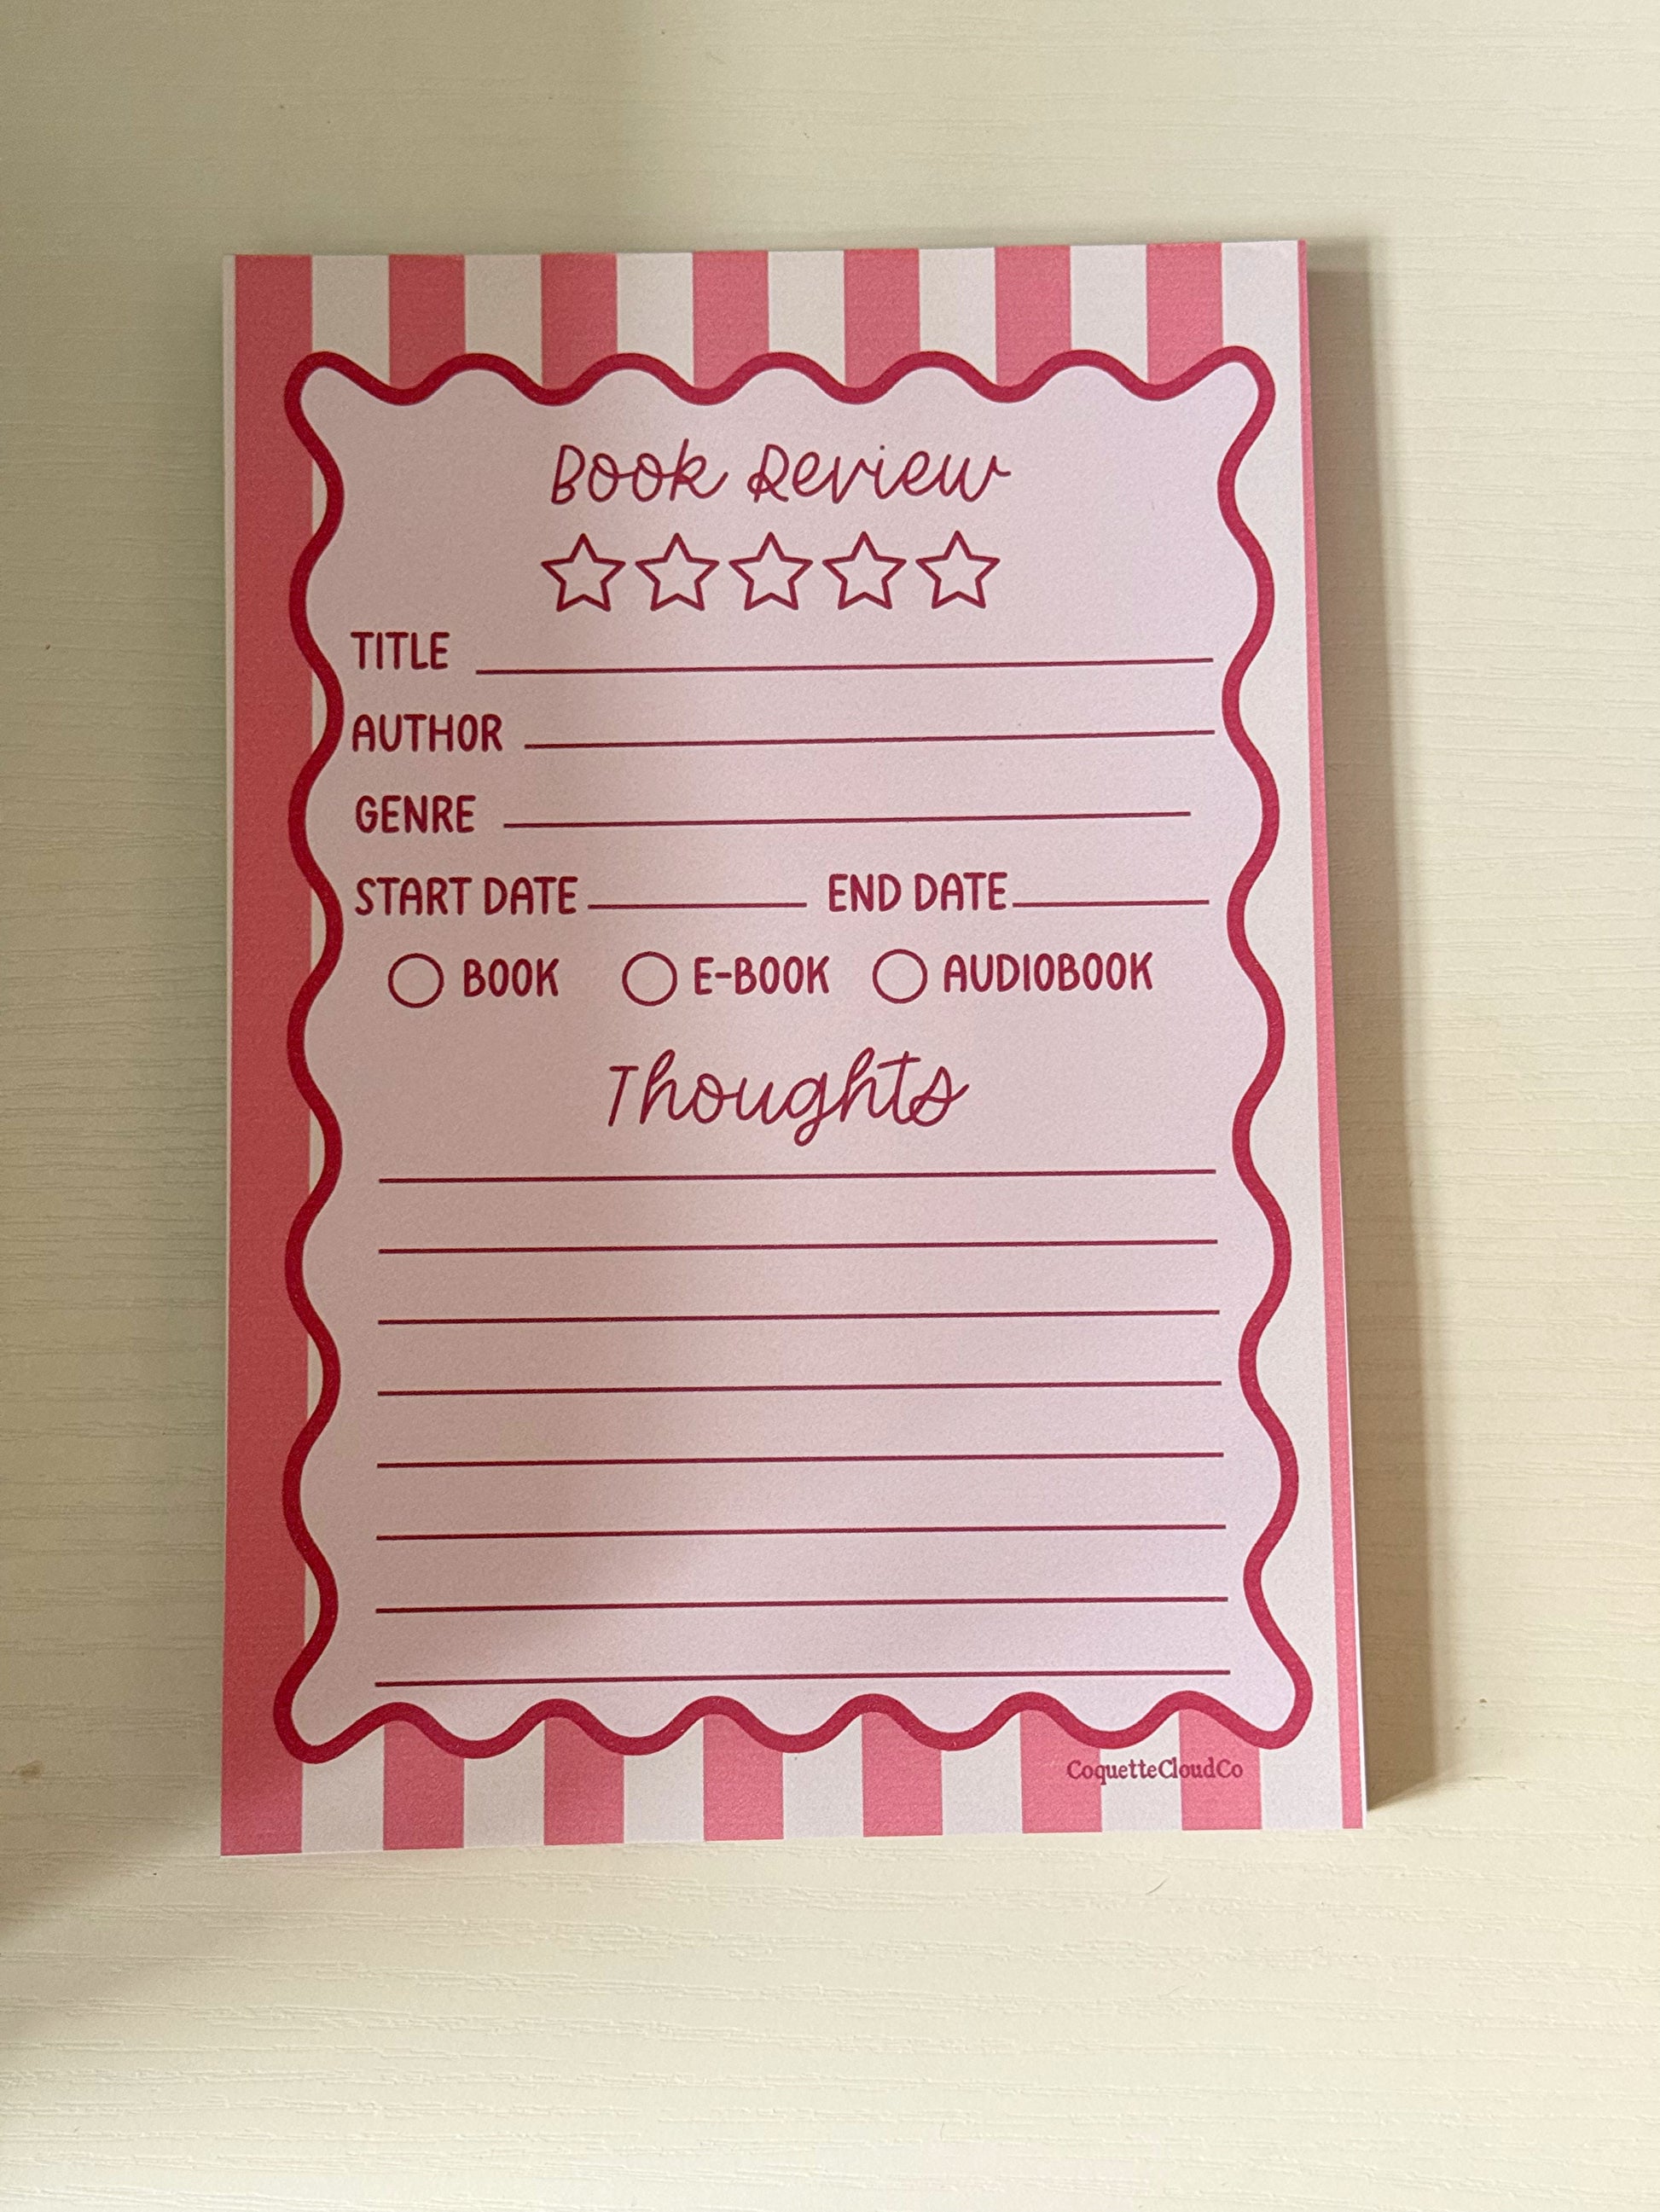 Book Review
TITLE
AUTHOR
GENRE
START DATE END DATE
BOOK E-BOOK AUDIOBOOK
Thoughts
CoquetteCloudCo